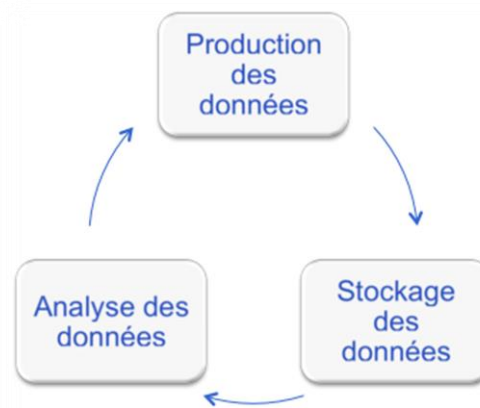 Production
des
données
Stockage
des
données
Analyse des
données